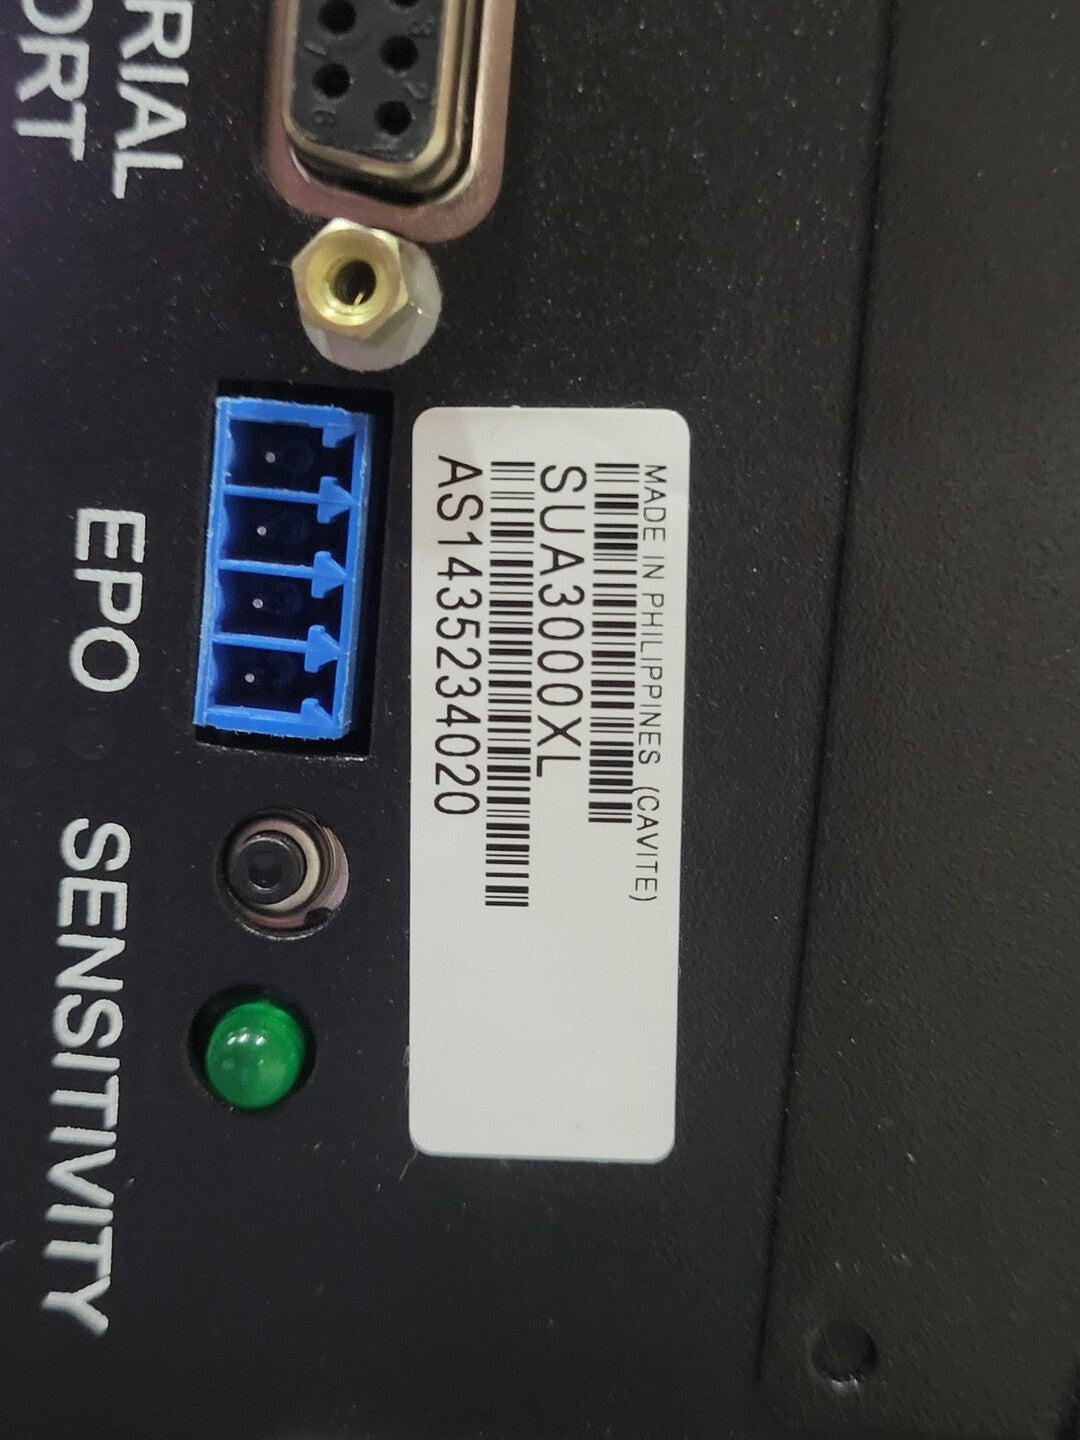 RIAL
ORT
EPO
SENSITIVITY
MADE IN PHILIPPINES (CAVITE)
SUA3000XL
AS1435234020